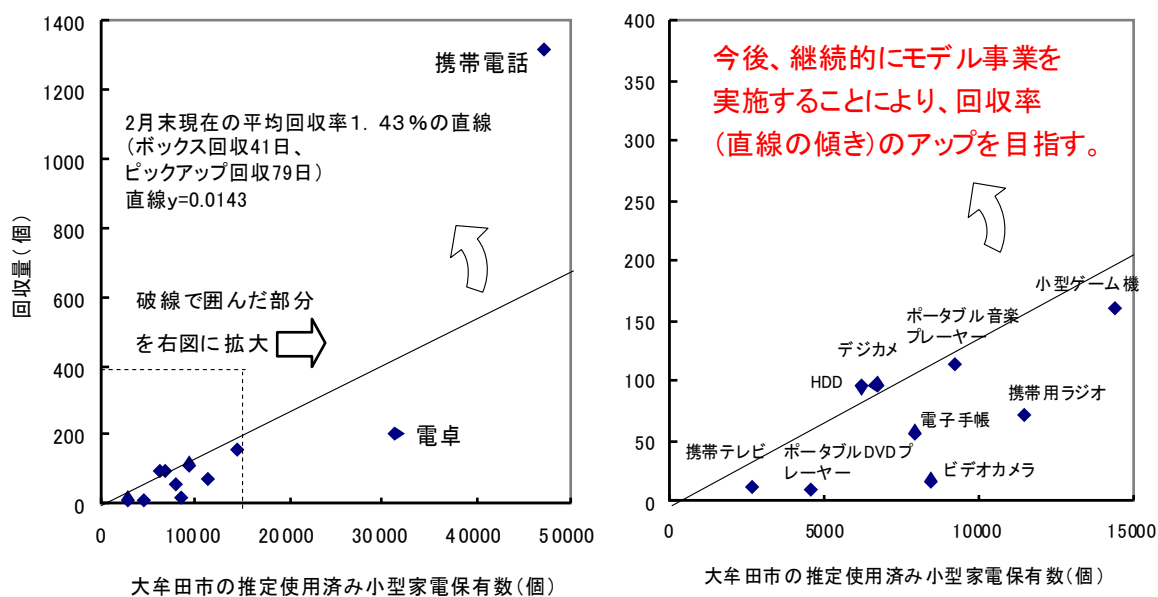 1400
1200
1000
800
600
400
200
0
回収量(個)
携帯電話
2月末現在の平均回収率1.43%の直線
(ボックス回収41日、
ピックアップ回収79日)
直線y=0.0143
破線で囲んだ部分
を右図に拡大
電卓
0
10000
20000
30000
40000
50000
大牟田市の推定使用済み小型家電保有数(個)
400
350
300
250
200
150
100
50
0
今後、継続的にモデル事業を
実施することにより、回収率
(直線の傾き)のアップを目指す。
小型ゲーム機
ポータブル音楽
プレーヤー
デジカメ
HDD
携帯用ラジオ
電子手帳
携帯テレビ
ポータブルDVDプ
レーヤー
ビデオカメラ
0
5000
10000
15000
大牟田市の推定使用済み小型家電保有数(個)